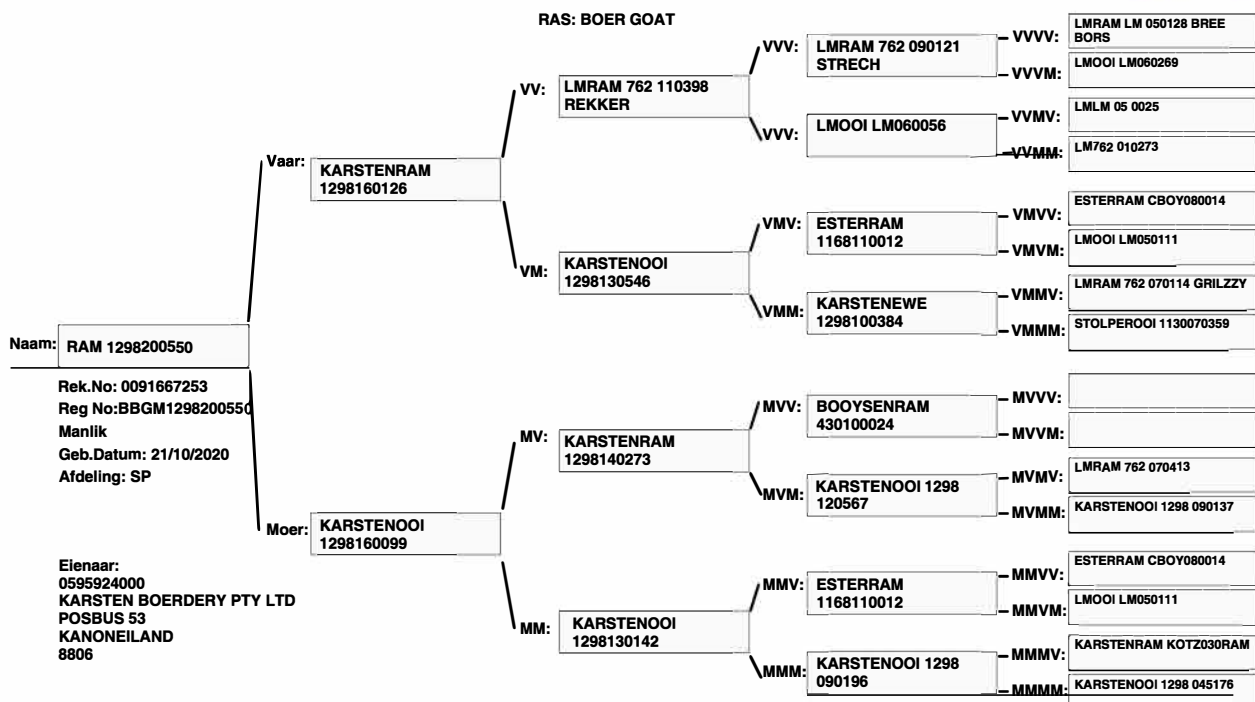 RAS: BOER GOAT
Naam: RAM 1298200550
Rek.No: 0091667253
Reg No:BBGM1298200550
Manlik
Geb.Datum: 21/10/2020
Afdeling: SP
Eienaar:
0595924000
KARSTEN BOERDERY PTY LTD
POSBUS 53
KANONEILAND
8806
Vaar: KARSTENRAM
1298160126
Moer: KARSTENOOI
1298160099
VV: LMRAM 762 110398
REKKER
VM: KARSTENOOI
1298130546
MV: KARSTENRAM
1298140273
MM: KARSTENOOI
1298130142
VVV: LMRAM 762 090121
STRECH
VVV: LMOOI LM060056
VMV: ESTERRAM
1168110012
VMM: KARSTENEWE
1298100384
MVV: BOOYSENRAM
430100024
MVM: KARSTENOOI 1298
120567
MMV: ESTERRAM
1168110012
MMM: KARSTENOOI 1298
090196
VVVV: LMRAM LM 050128 BREE
BORS
VVVM: LMOOI LM060269
VVMV: LMLM 05 0025
VVMM: LM762 010273
VMVV: ESTERRAM CBOY080014
VMVM: LMOOI LM050111
VMMV: LMRAM 762 070114 GRILZZY
VMMM: STOLPEROOI 1130070359
MVVV:
MVVM:
MVMV: LMRAM 762 070413
MVMM: KARSTENOOI 1298 090137
MMVV: ESTERRAM CBOY080014
MMVM: LMOOI LM050111
MMMV: KARSTENRAM KOTZ030RAM
MMMM: KARSTENOOI 1298 045176